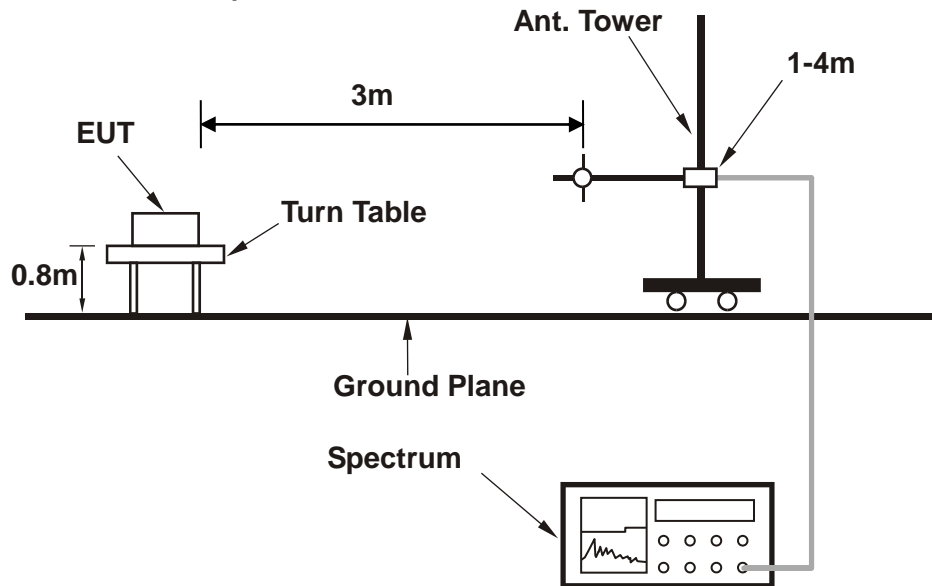 Ant. Tower
1-4m
3m
EUT
Turn Table
0.8m
Ground Plane
Spectrum